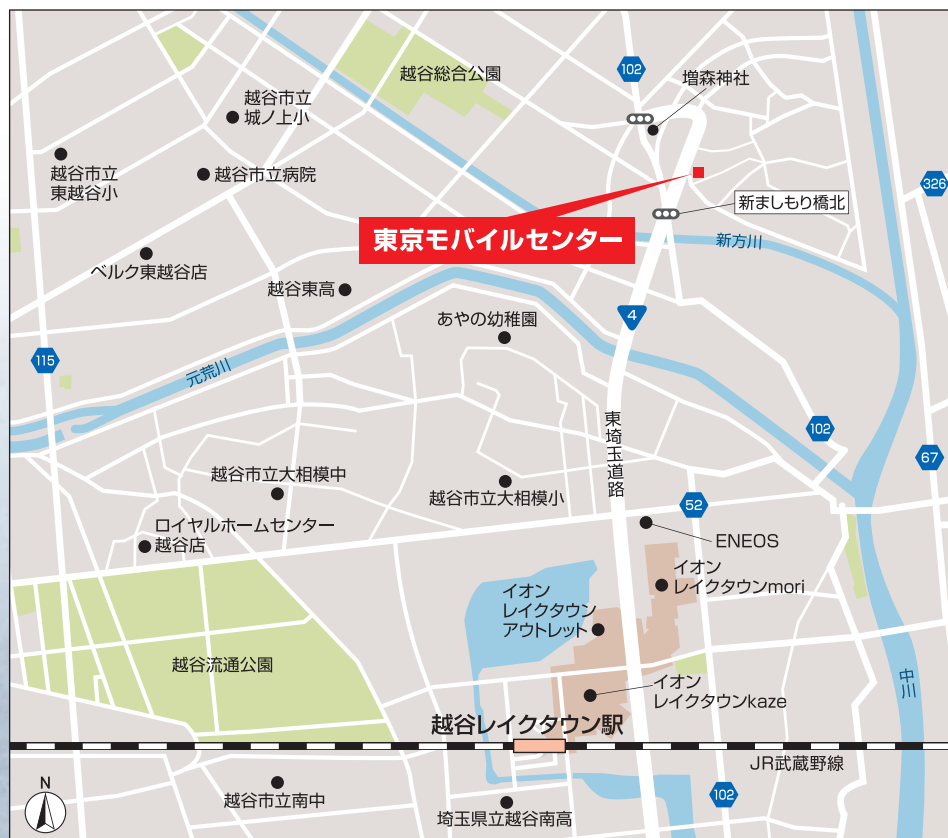 越谷総合公園
102
増森神社
越谷市立
城ノ上小
越谷市立
東越谷小
越谷市立病院
326
新ましもり橋北
東京モバイルセンター
新方川
ベルク東越谷店
越谷東高
あやの幼稚園
4
115
元荒川
東埼玉道路
102
67
越谷市立大相模中
越谷市立大相模小
52
ロイヤルホームセンター
越谷店
ENEOS
イオン
レイクタウンmori
イオン
レイクタウン
アウトレット
越谷流通公園
イオン
レイクタウンkaze
中川
越谷レイクタウン駅
JR武蔵野線
N
越谷市立南中
埼玉県立越谷南高
102